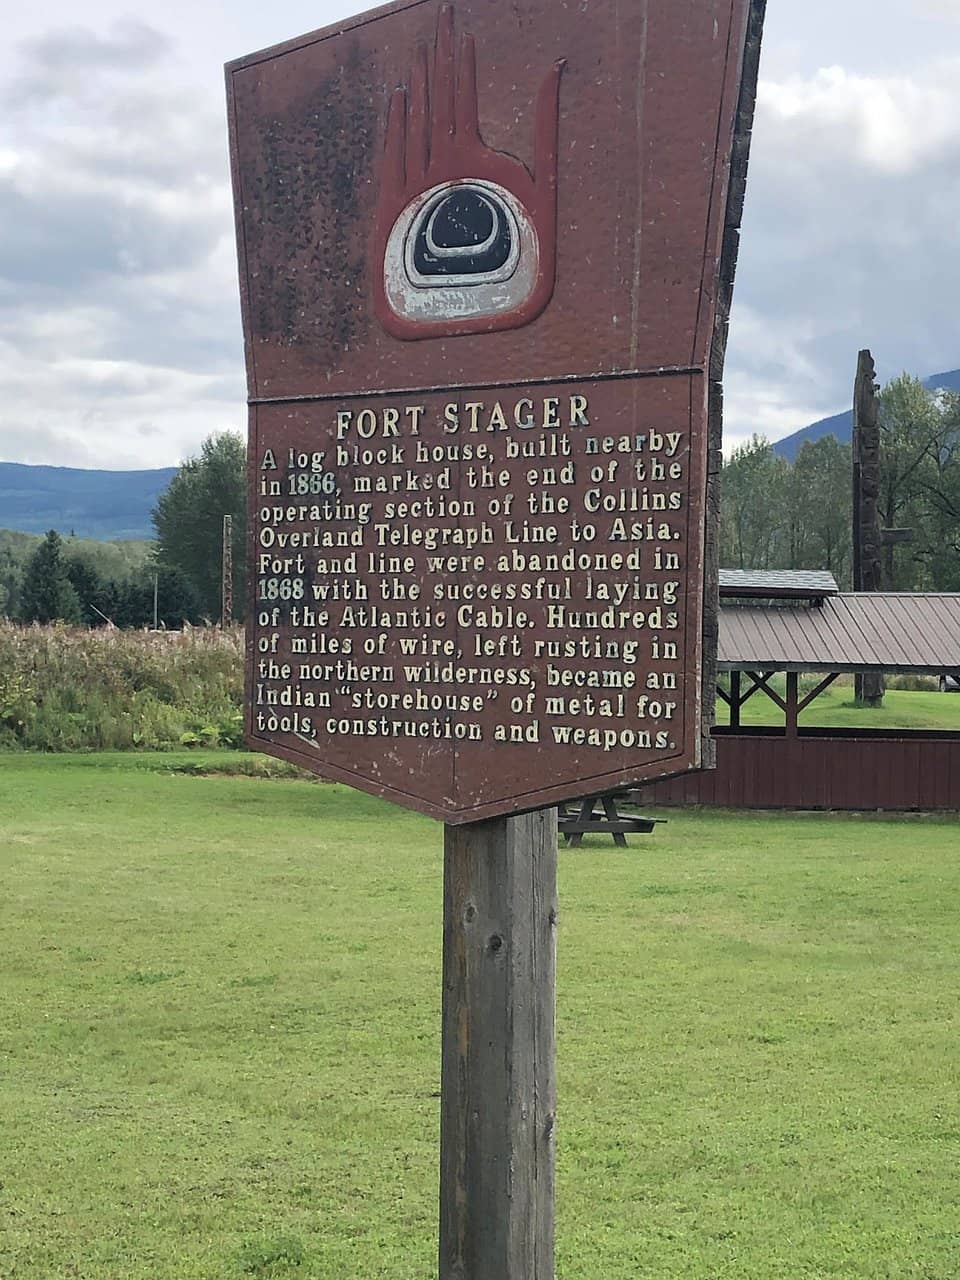 FORT STAGER
A log block house, built nearby
in 1866, marked the end of the
operating section of the Collins
Overland Telegraph Line to Asia.
Fort and line were abandoned in
1868 with the successful laying
of the Atlantic Cable. Hundreds
of miles of wire, left rusting in
the northern wilderness, became an
Indian "storehouse" of metal for
tools, construction and weapons.